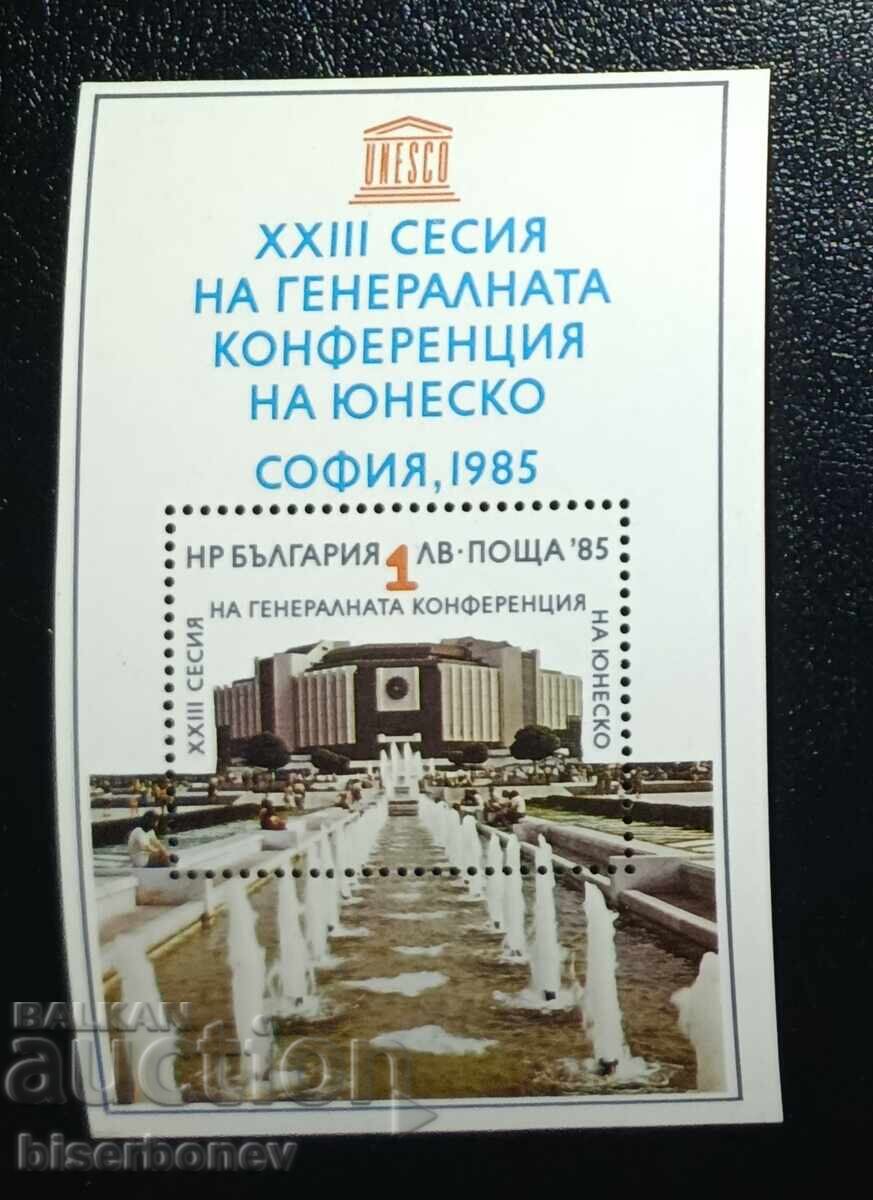 UNESCO
XXIII СЕСИЯ
НА ГЕНЕРАЛНАТА
КОНФЕРЕНЦИЯ
НА ЮНЕСКО
СОФИЯ, 1985
НР БЪЛГАРИЯ 1 ЛВ·ПОЩА '85
XXIII СЕСИЯ
НА ГЕНЕРАЛНАТА КОНФЕРЕНЦИЯ
НА ЮНЕСКО
BALKAN
auction
biserbonev